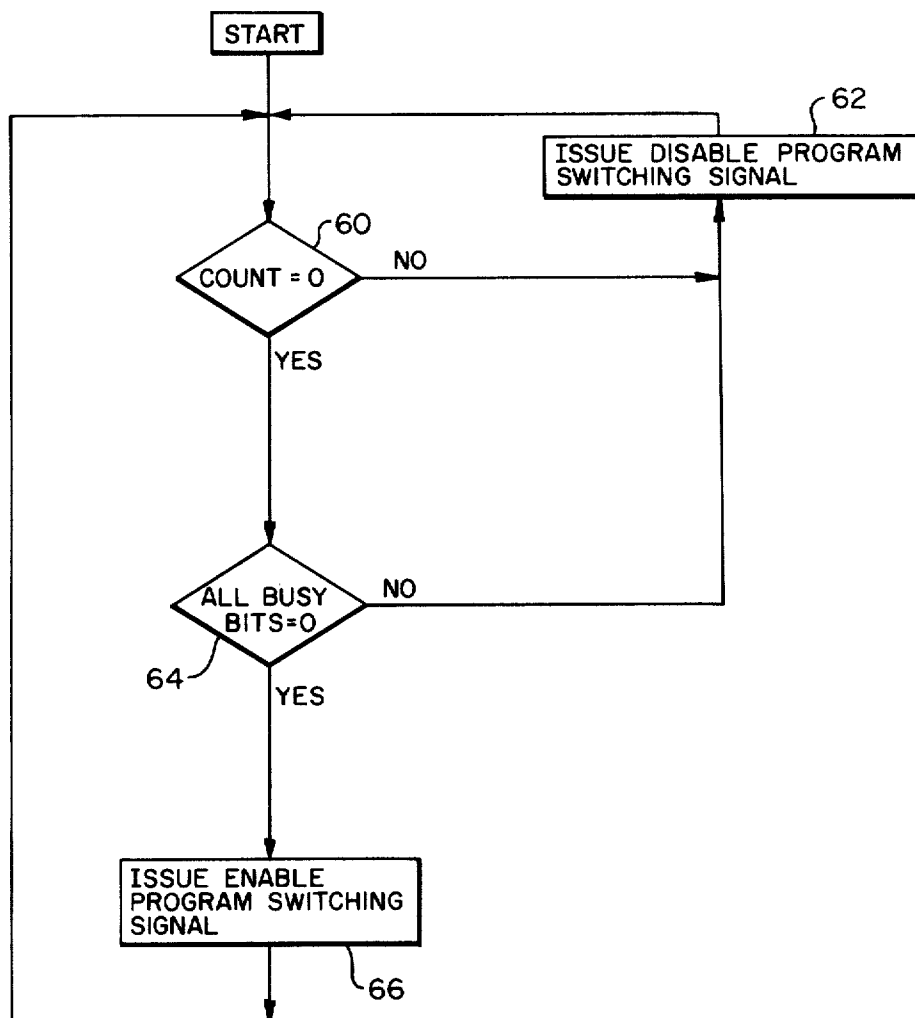 START
62
ISSUE DISABLE PROGRAM
SWITCHING SIGNAL
60
COUNT = 0
NO
YES
ALL BUSY
BITS=0
NO
64
YES
ISSUE ENABLE
PROGRAM SWITCHING
SIGNAL
66